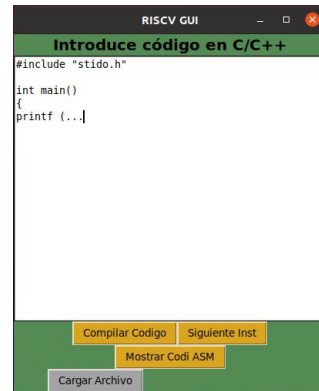 RISCV GUI
Introduce código en C/C++
#include "stido.h"
int main()
{
printf (...
Compilar Codigo
Siguiente Inst
Mostrar Codi ASM
Cargar Archivo